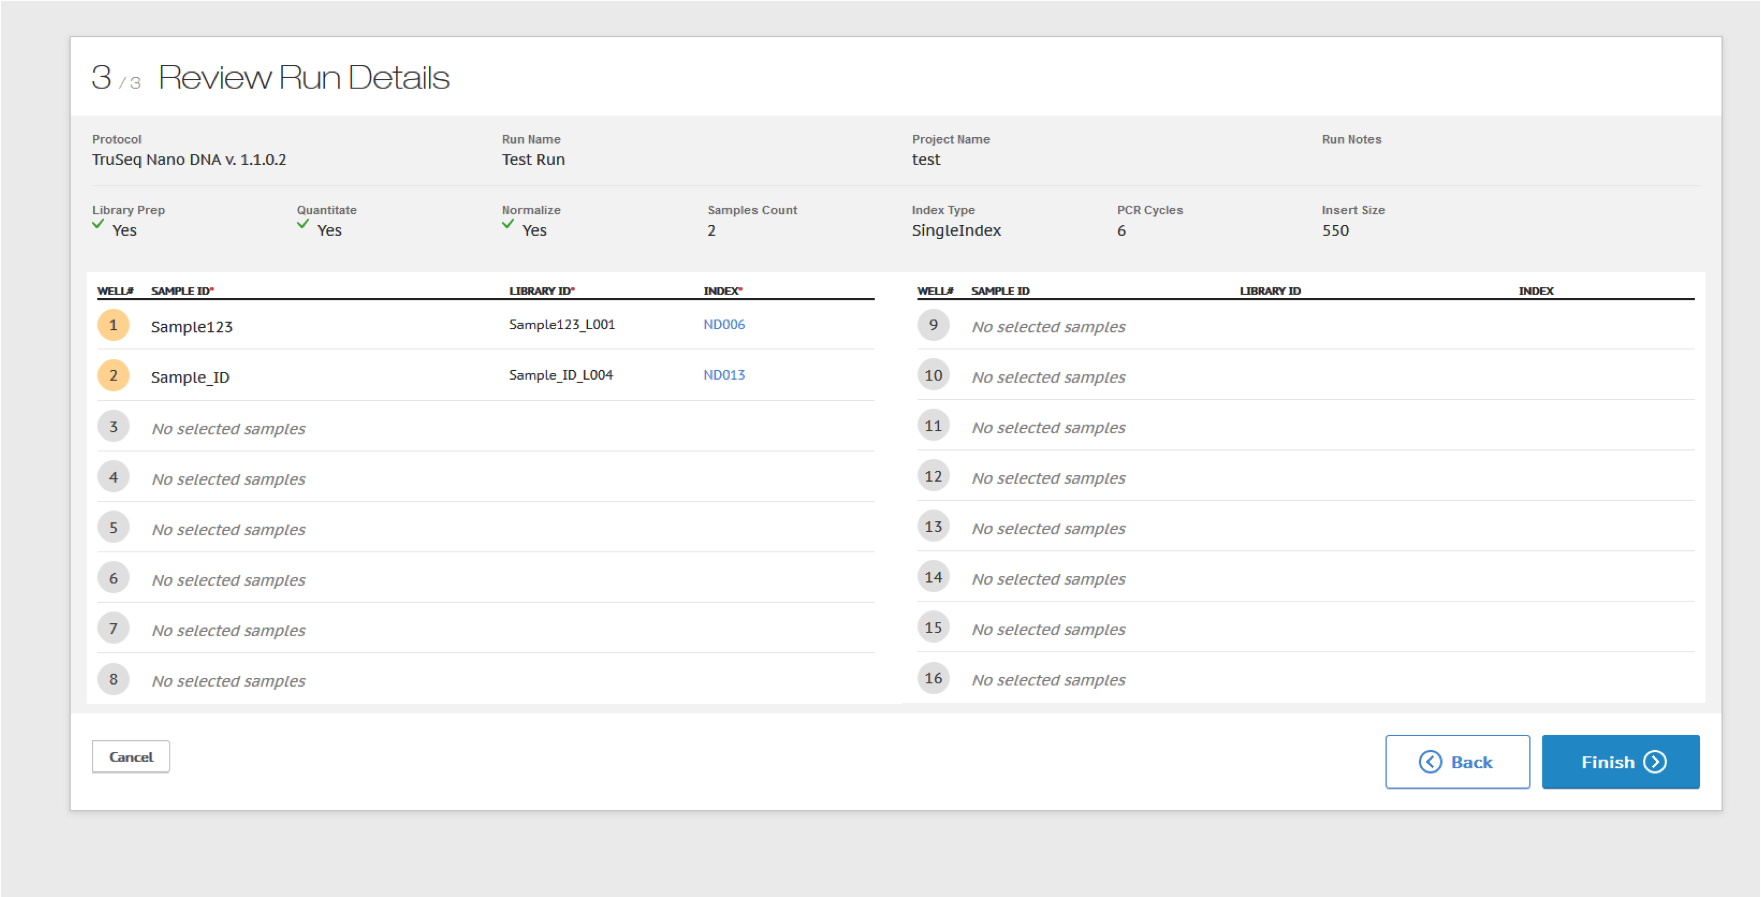 3 / 3 Review Run Details
Protocol Run Name Project Name Run Notes
TruSeq Nano DNA v. 1.1.0.2 Test Run test
Library Prep Quantitate Normalize Samples Count Index Type PCR Cycles Insert Size
Yes Yes Yes 2 SingleIndex 6 550
WELL# SAMPLE ID* LIBRARY ID* INDEX*
1 Sample123 Sample123_L001 ND006
2 Sample_ID Sample_ID_L004 ND013
3 No selected samples
4 No selected samples
5 No selected samples
6 No selected samples
7 No selected samples
8 No selected samples
WELL# SAMPLE ID LIBRARY ID INDEX
9 No selected samples
10 No selected samples
11 No selected samples
12 No selected samples
13 No selected samples
14 No selected samples
15 No selected samples
16 No selected samples
Cancel Back Finish